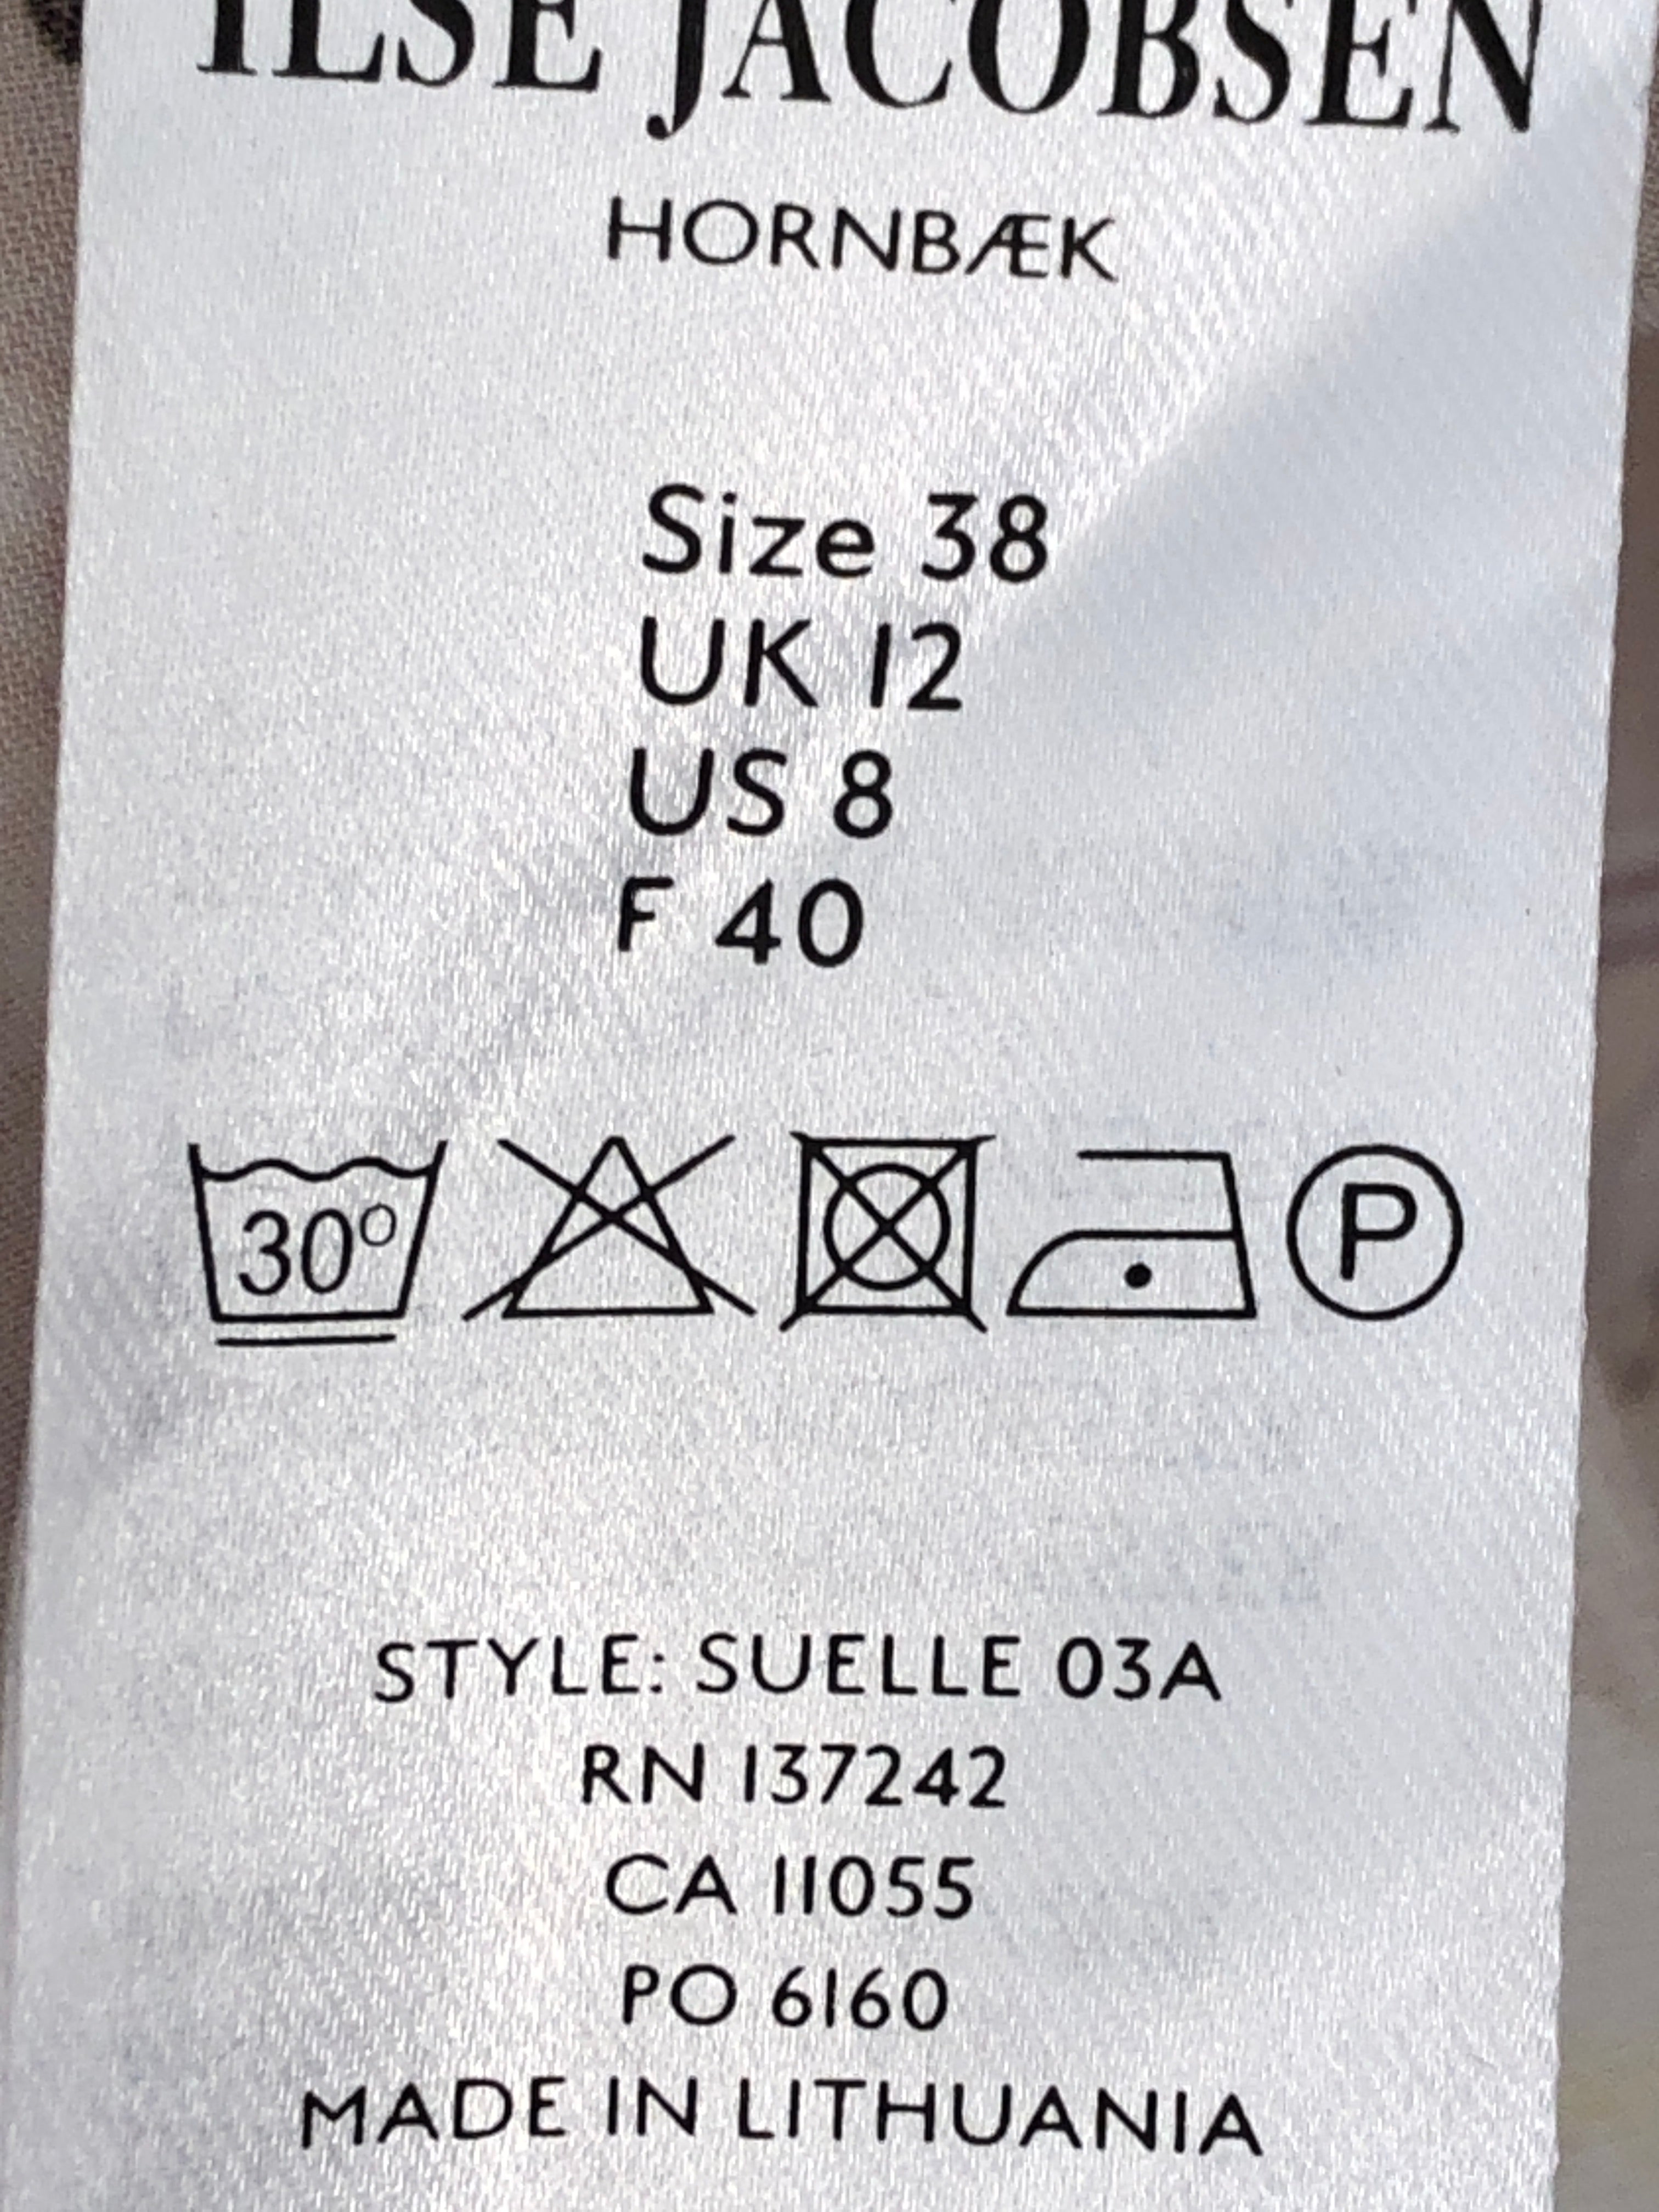 ILSE JACOBSEN
HORNBÆK
Size 38
UK 12
US 8
F 40
30° P
STYLE: SUELLE 03A
RN 137242
CA 11055
PO 6160
MADE IN LITHUANIA